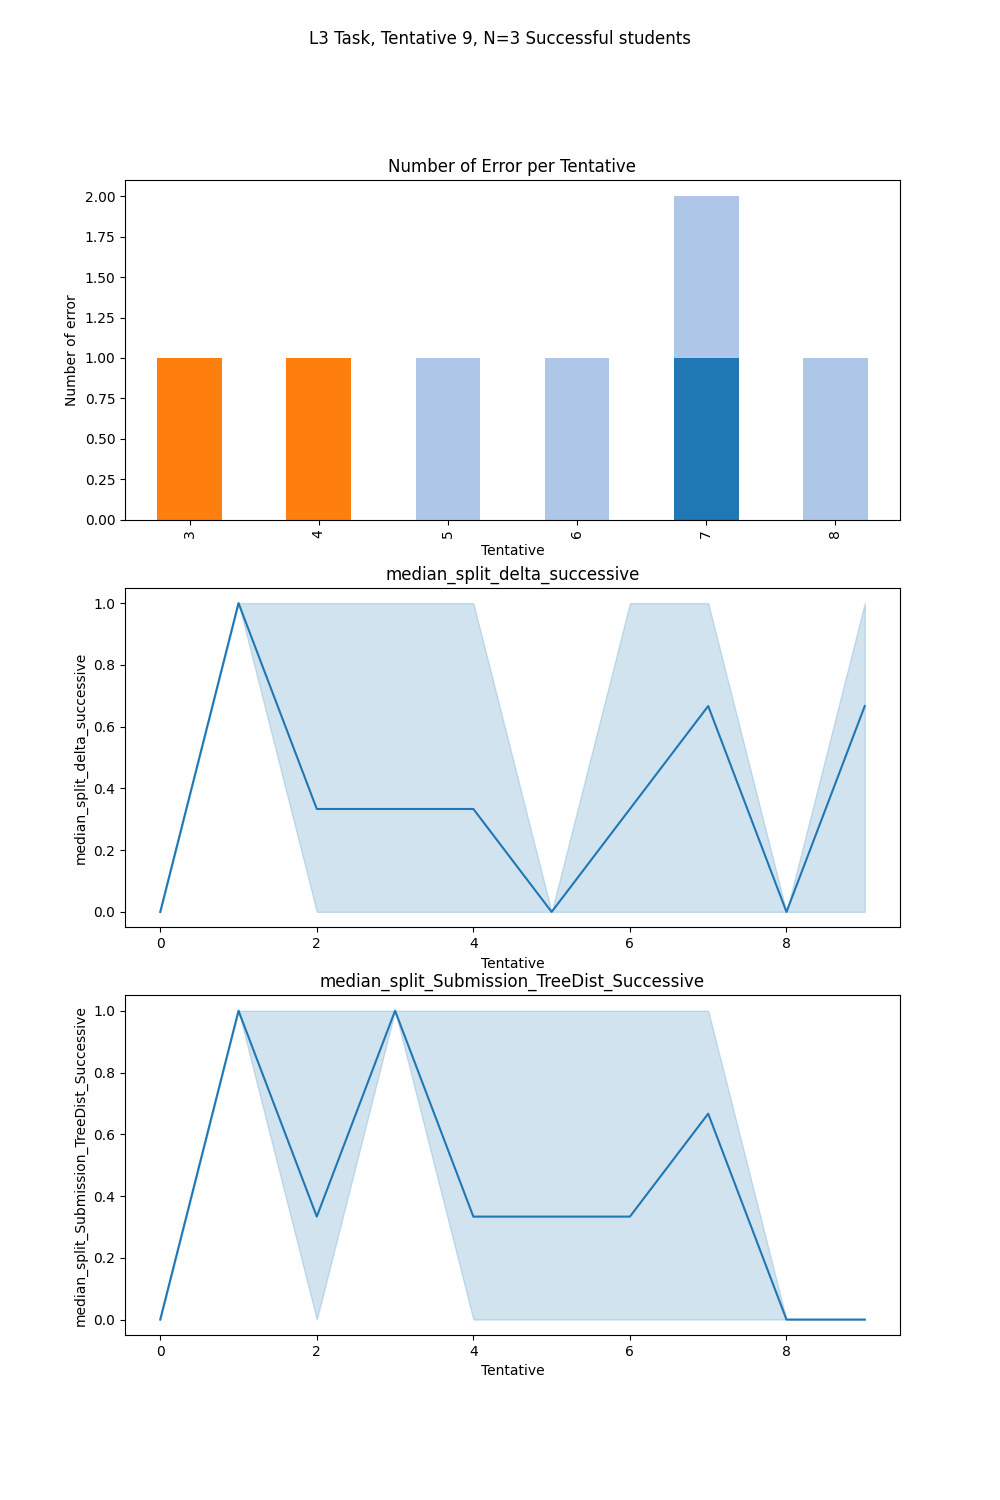 L3 Task, Tentative 9, N=3 Successful students
Number of Error per Tentative
Number of error
2.00
1.75
1.50
1.25
1.00
0.75
0.50
0.25
0.00
3 4 5 6 7 8
Tentative
median_split_delta_successive
median_split_delta_successive
1.0
0.8
0.6
0.4
0.2
0.0
0 2 4 6 8
Tentative
median_split_Submission_TreeDist_Successive
median_split_Submission_TreeDist_Successive
1.0
0.8
0.6
0.4
0.2
0.0
0 2 4 6 8
Tentative